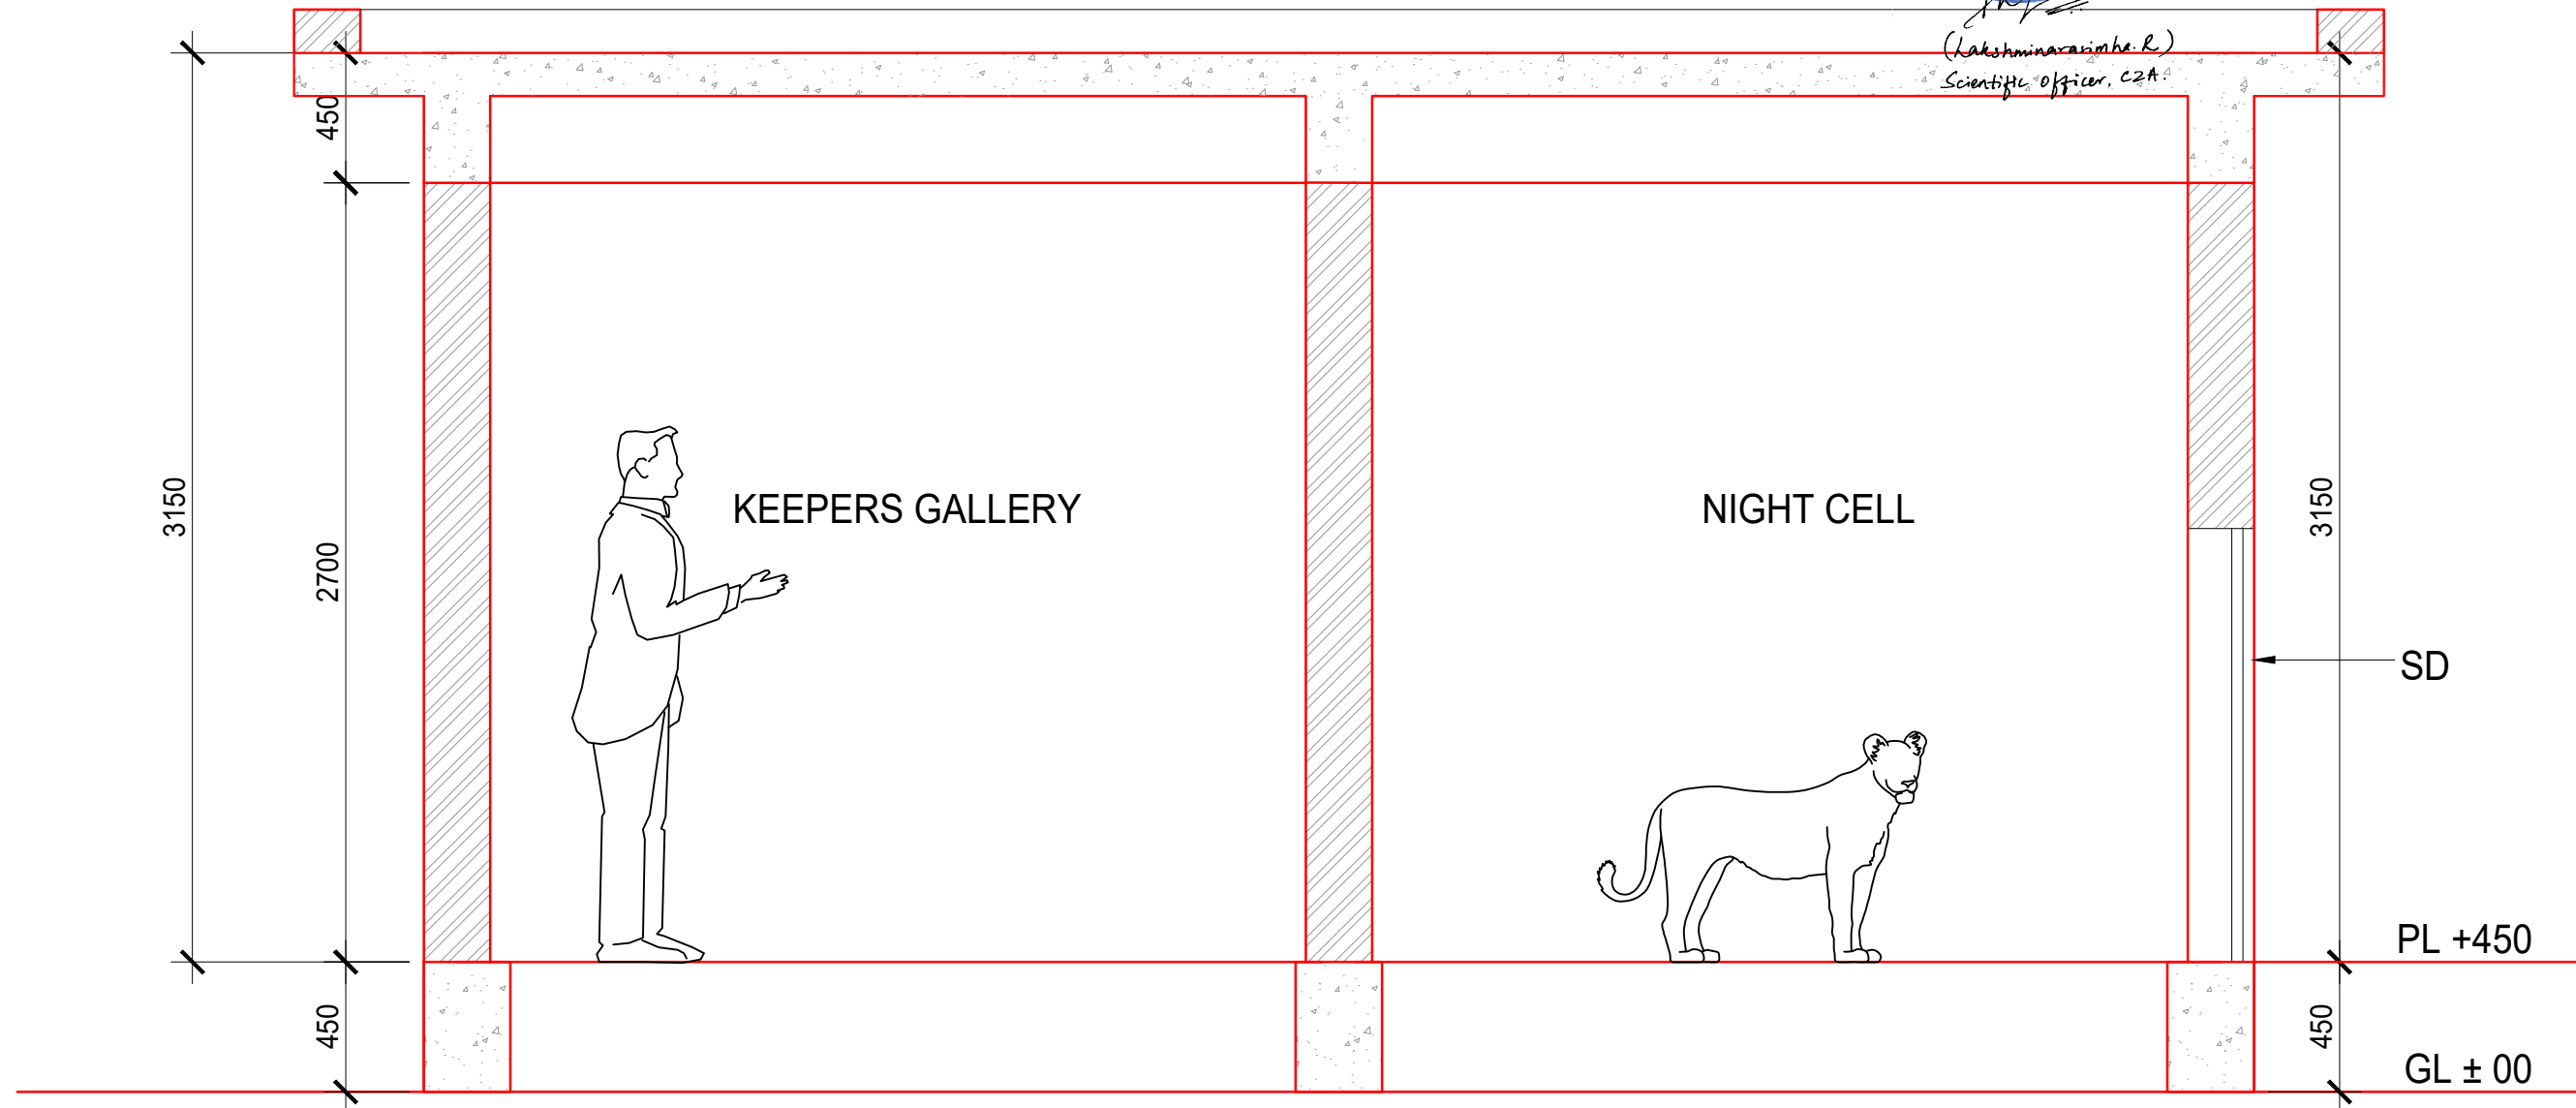 (Lakshminarasimha. R)
Scientific Officer, CZA.
450
3150
2700
KEEPERS GALLERY
NIGHT CELL
3150
SD
PL +450
450
450
GL ± 00